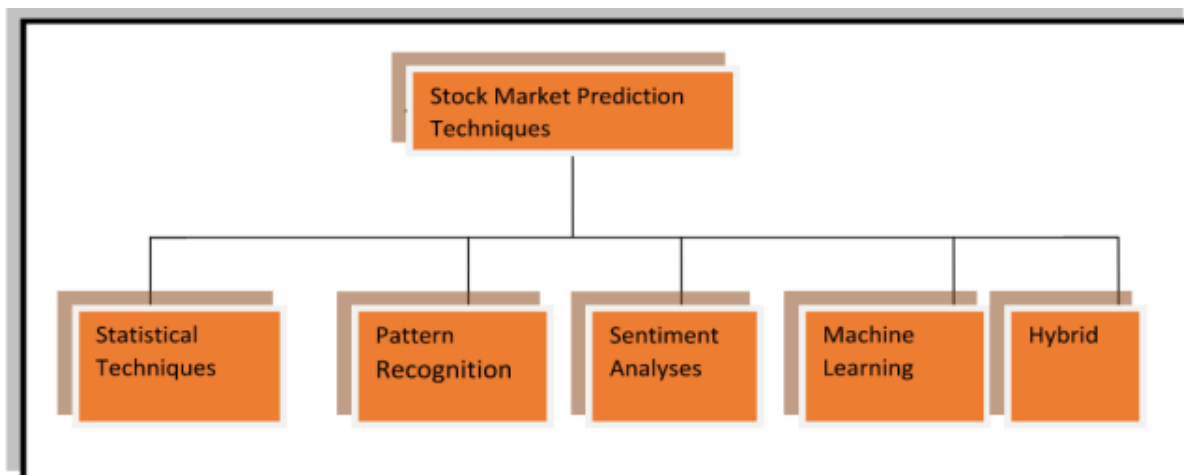 Stock Market Prediction
Techniques
Statistical
Techniques
Pattern
Recognition
Sentiment
Analyses
Machine
Learning
Hybrid